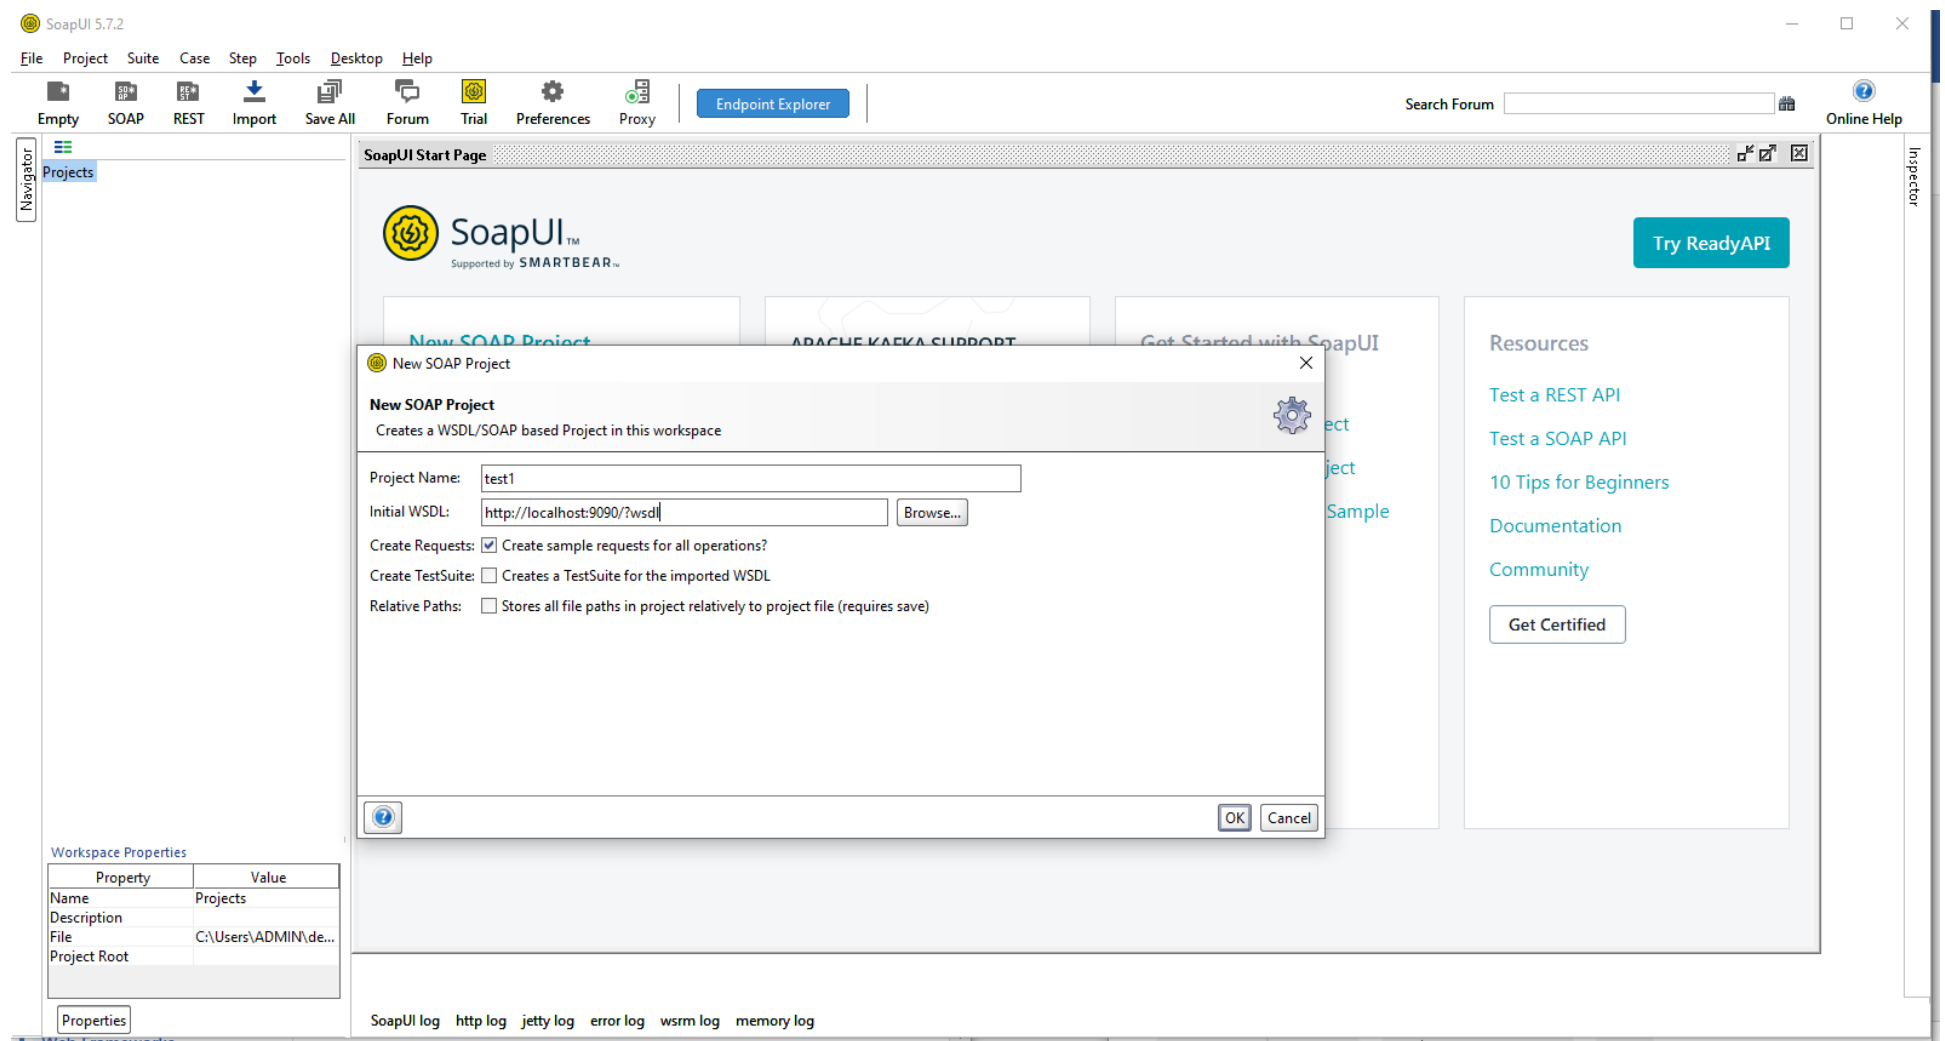 SoapUI 5.7.2
File Project Suite Case Step Tools Desktop Help
Empty SOAP REST Import Save All Forum Trial Preferences Proxy Endpoint Explorer Search Forum Online Help
Navigator
Projects
SoapUI Start Page
Inspector
SoapUI™
Supported by SMARTBEAR
Try ReadyAPI
New SOAP Project
APACHE KAFKA SUPPORT
Get Started with SoapUI
Resources
Test a REST API
Test a SOAP API
10 Tips for Beginners
Documentation
Community
Get Certified
ect
ject
Sample
New SOAP Project
New SOAP Project
Creates a WSDL/SOAP based Project in this workspace
Project Name: test1
Initial WSDL: http://localhost:9090/?wsdl Browse...
Create Requests: Create sample requests for all operations?
Create TestSuite: Creates a TestSuite for the imported WSDL
Relative Paths: Stores all file paths in project relatively to project file (requires save)
OK Cancel
Workspace Properties
Property Value
Name Projects
Description
File C:\Users\ADMIN\de...
Project Root
Properties
SoapUI log http log jetty log error log wsrm log memory log